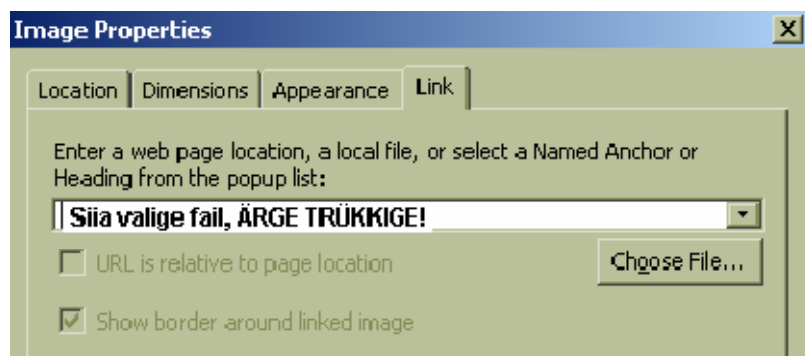 Image Properties
Location Dimensions Appearance Link
Enter a web page location, a local file, or select a Named Anchor or
Heading from the popup list:
Siia valige fail, ÄRGE TRÜKKIGE!
URL is relative to page location
Choose File...
Show border around linked image